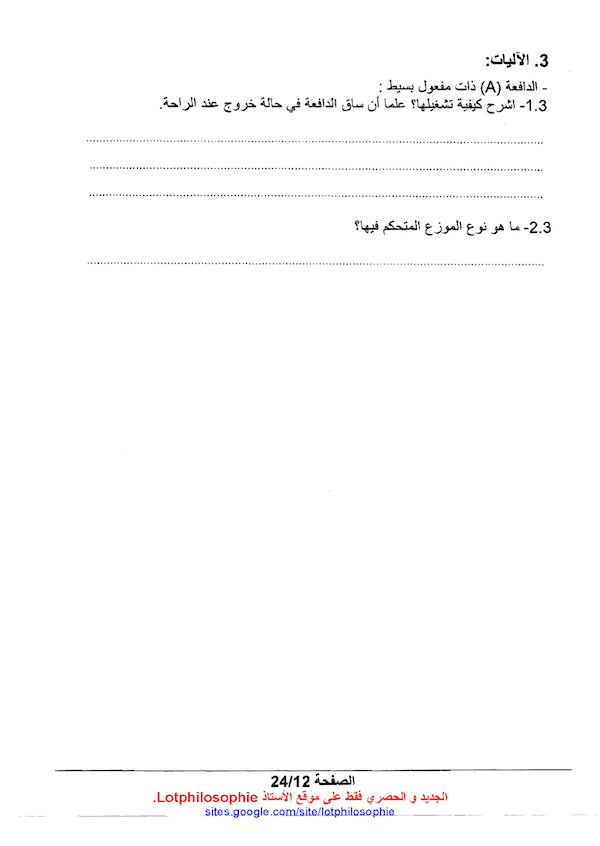 3. الآليات:
- الدافعة (A) ذات مفعول بسيط :
1.3- اشرح كيفية تشغيلها؟ علما أن ساق الدافعة في حالة خروج عند الراحة.
2.3- ما هو نوع الموزع المتحكم فيها؟
الصفحة 24/12
الجديد و الحصري فقط على موقع الأستاذ Lotphilosophie.
sites.google.com/site/lotphilosophie